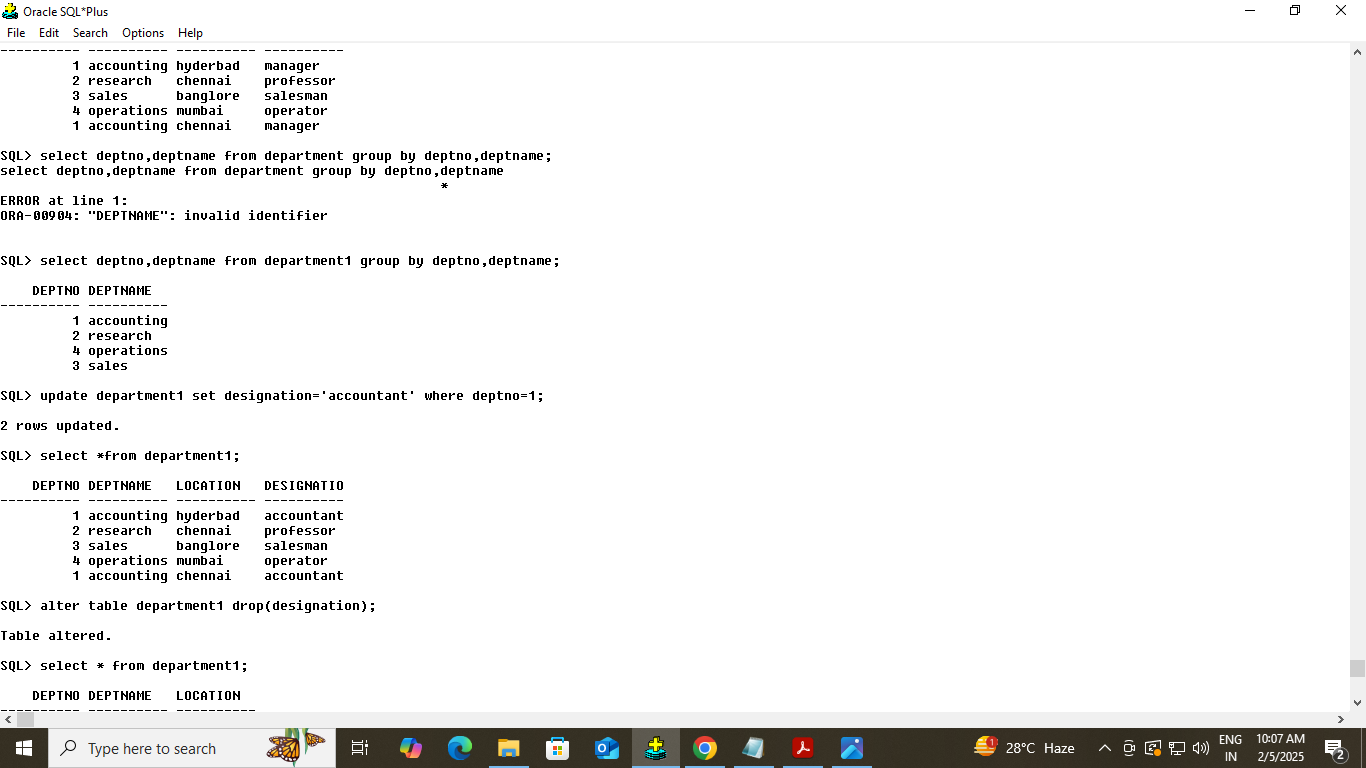 Oracle SQL*Plus
File Edit Search Options Help
---------- ---------- ---------- ----------
         1 accounting hyderbad   manager
         2 research   chennai    professor
         3 sales      banglore   salesman
         4 operations mumbai     operator
         1 accounting chennai    manager
SQL> select deptno,deptname from department group by deptno,deptname;
select deptno,deptname from department group by deptno,deptname
                                                       *
ERROR at line 1:
ORA-00904: "DEPTNAME": invalid identifier
SQL> select deptno,deptname from department1 group by deptno,deptname;
    DEPTNO DEPTNAME
---------- ----------
         1 accounting
         2 research
         4 operations
         3 sales
SQL> update department1 set designation='accountant' where deptno=1;
2 rows updated.
SQL> select *from department1;
    DEPTNO DEPTNAME   LOCATION   DESIGNATIO
---------- ---------- ---------- ----------
         1 accounting hyderbad   accountant
         2 research   chennai    professor
         3 sales      banglore   salesman
         4 operations mumbai     operator
         1 accounting chennai    accountant
SQL> alter table department1 drop(designation);
Table altered.
SQL> select * from department1;
    DEPTNO DEPTNAME   LOCATION
---------- ---------- ----------
Type here to search
1
28°C Haze
ENG
IN
10:07 AM
2/5/2025
2